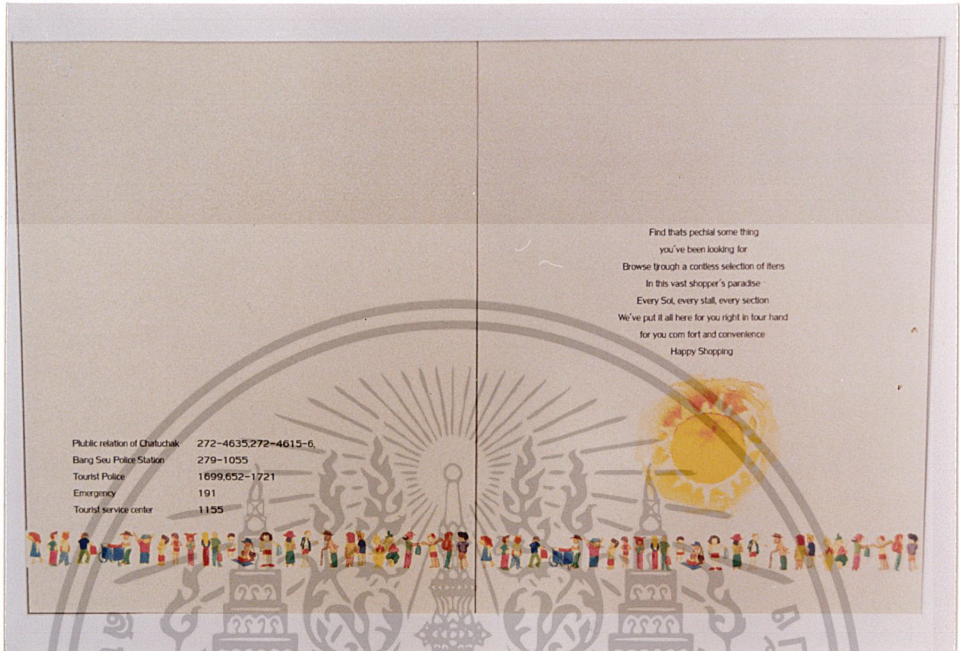 Plublic relation of Chatuchak 272-4635,272-4615-6,
Bang Seu Police Station 279-1055
Tourist Police 1699,652-1721
Emergency 191
Tourist service center 1155
Find thats pechial some thing
you've been looking for
Browse tjrough a contless selection of itens
In this vast shopper's paradise
Every Soi, every stall, every section
We've put it all here for you right in tour hand
for you com fort and convenience
Happy Shopping